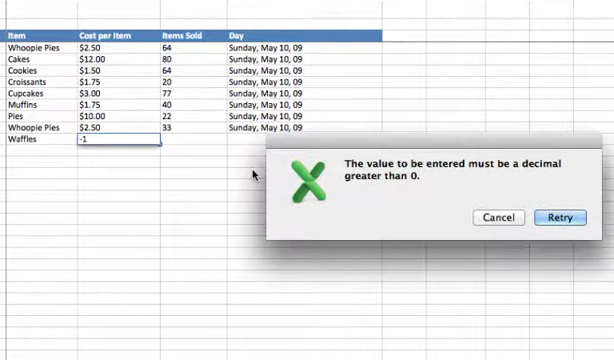 Item Cost per Item Items Sold Day
Whoopie Pies $2.50 64 Sunday, May 10, 09
Cakes $12.00 80 Sunday, May 10, 09
Cookies $1.50 64 Sunday, May 10, 09
Croissants $1.75 20 Sunday, May 10, 09
Cupcakes $3.00 77 Sunday, May 10, 09
Muffins $1.75 40 Sunday, May 10, 09
Pies $10.00 22 Sunday, May 10, 09
Whoopie Pies $2.50 33 Sunday, May 10, 09
Waffles -1
The value to be entered must be a decimal
greater than 0.
Cancel Retry